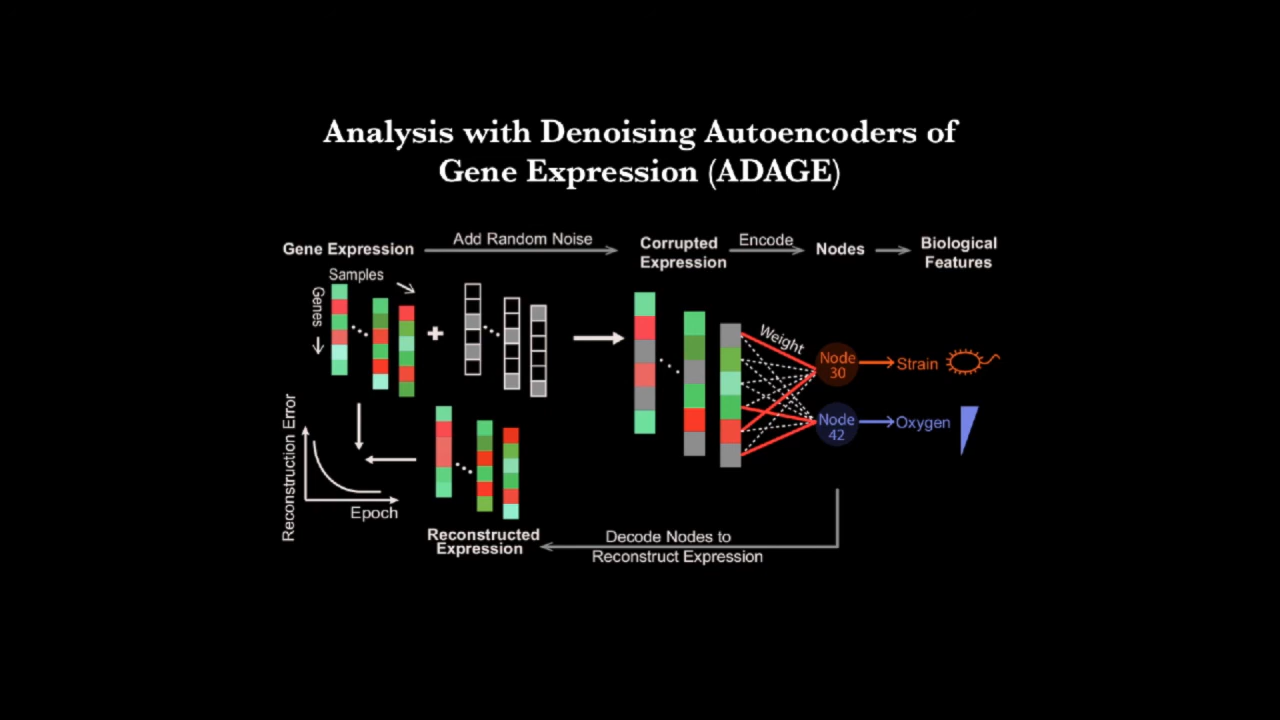 Analysis with Denoising Autoencoders of
Gene Expression (ADAGE)
Gene Expression
Add Random Noise
Corrupted
Expression
Encode
Nodes
Biological
Features
Samples
Genes
Weight
Node
30
Strain
Node
42
Oxygen
Reconstruction Error
Epoch
Reconstructed
Expression
Decode Nodes to
Reconstruct Expression